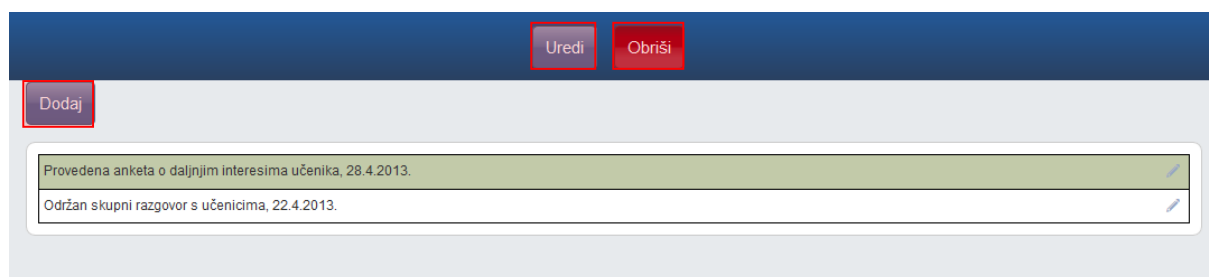 Uredi
Obriši
Dodaj
Provedena anketa o daljnjim interesima učenika, 28.4.2013.
Održan skupni razgovor s učenicima, 22.4.2013.